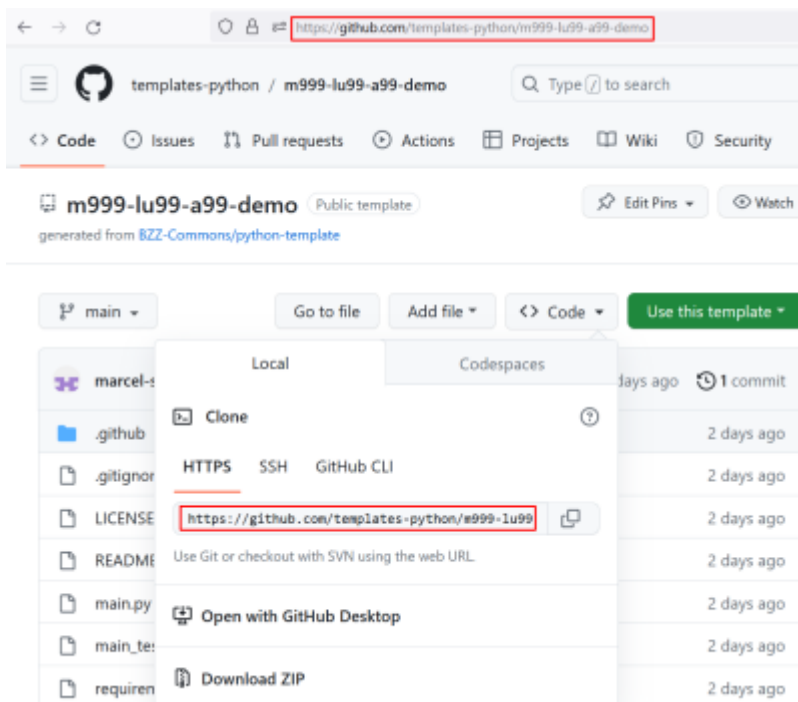 https://github.com/templates-python/m999-lu99-a99-demo
templates-python / m999-lu99-a99-demo
Type / to search
<> Code
Issues
Pull requests
Actions
Projects
Wiki
Security
m999-lu99-a99-demo Public template
Edit Pins
Watch
generated from BZZ-Commons/python-template
main
Go to file
Add file
<> Code
Use this template
Local
Codespaces
marcel-s
days ago
1 commit
Clone
.github
2 days ago
HTTPS
SSH
GitHub CLI
.gitignor
2 days ago
https://github.com/templates-python/m999-lu99
LICENSE
2 days ago
Use Git or checkout with SVN using the web URL.
README
2 days ago
main.py
2 days ago
Open with GitHub Desktop
main_tes
2 days ago
Download ZIP
requiren
2 days ago